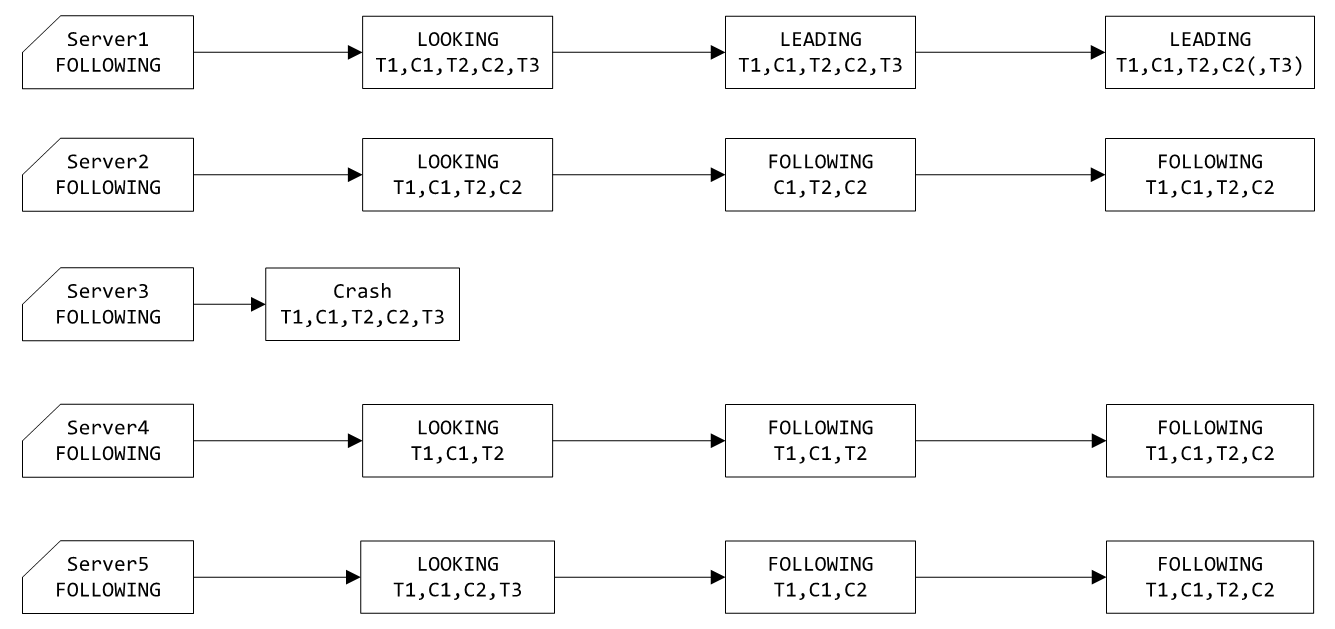 Server1
FOLLOWING
LOOKING
T1,C1,T2,C2,T3
LEADING
T1,C1,T2,C2,T3
LEADING
T1,C1,T2,C2(,T3)
Server2
FOLLOWING
LOOKING
T1,C1,T2,C2
FOLLOWING
C1,T2,C2
FOLLOWING
T1,C1,T2,C2
Server3
FOLLOWING
Crash
T1,C1,T2,C2,T3
Server4
FOLLOWING
LOOKING
T1,C1,T2
FOLLOWING
T1,C1,T2
FOLLOWING
T1,C1,T2,C2
Server5
FOLLOWING
LOOKING
T1,C1,C2,T3
FOLLOWING
T1,C1,C2
FOLLOWING
T1,C1,T2,C2